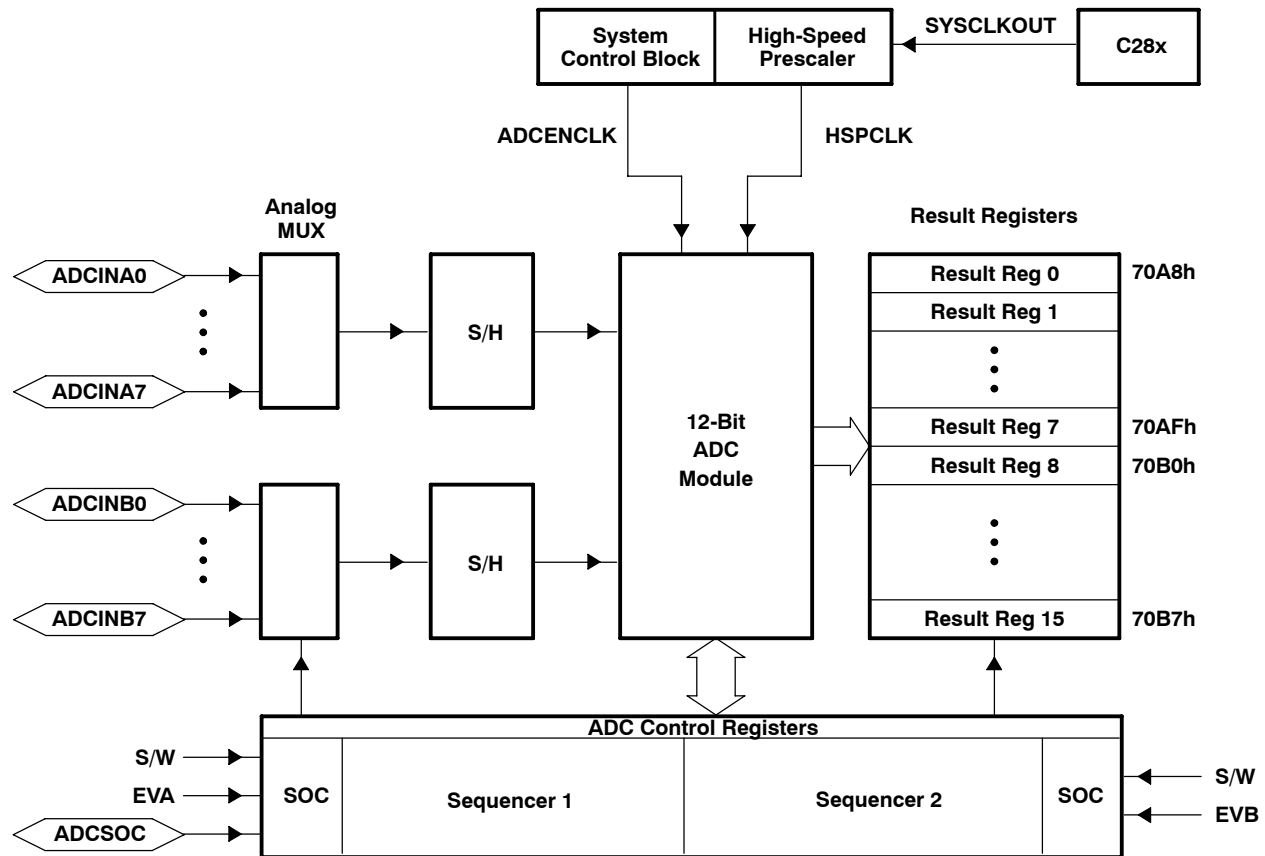 System
Control Block
High-Speed
Prescaler
SYSCLKOUT
C28x
ADCENCLK
HSPCLK
Analog
MUX
Result Registers
ADCINA0
ADCINA7
S/H
12-Bit
ADC
Module
Result Reg 0
70A8h
Result Reg 1
Result Reg 7
70AFh
Result Reg 8
70B0h
ADCINB0
ADCINB7
S/H
Result Reg 15
70B7h
ADC Control Registers
S/W
EVA
ADCSOC
SOC
Sequencer 1
Sequencer 2
SOC
S/W
EVB